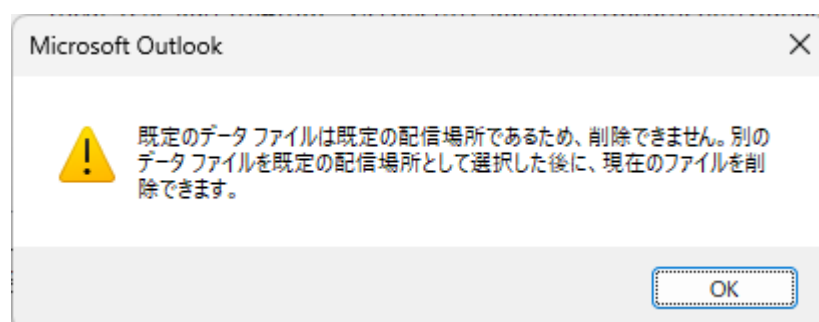 Microsoft Outlook
既定のデータ ファイルは既定の配信場所であるため、削除できません。別の
データ ファイルを既定の配信場所として選択した後に、現在のファイルを削
除できます。
OK